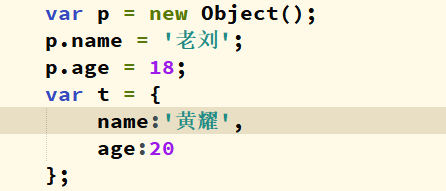 var p = new Object();
p.name = '老刘';
p.age = 18;
var t = {
name:'黄耀',
age:20
};